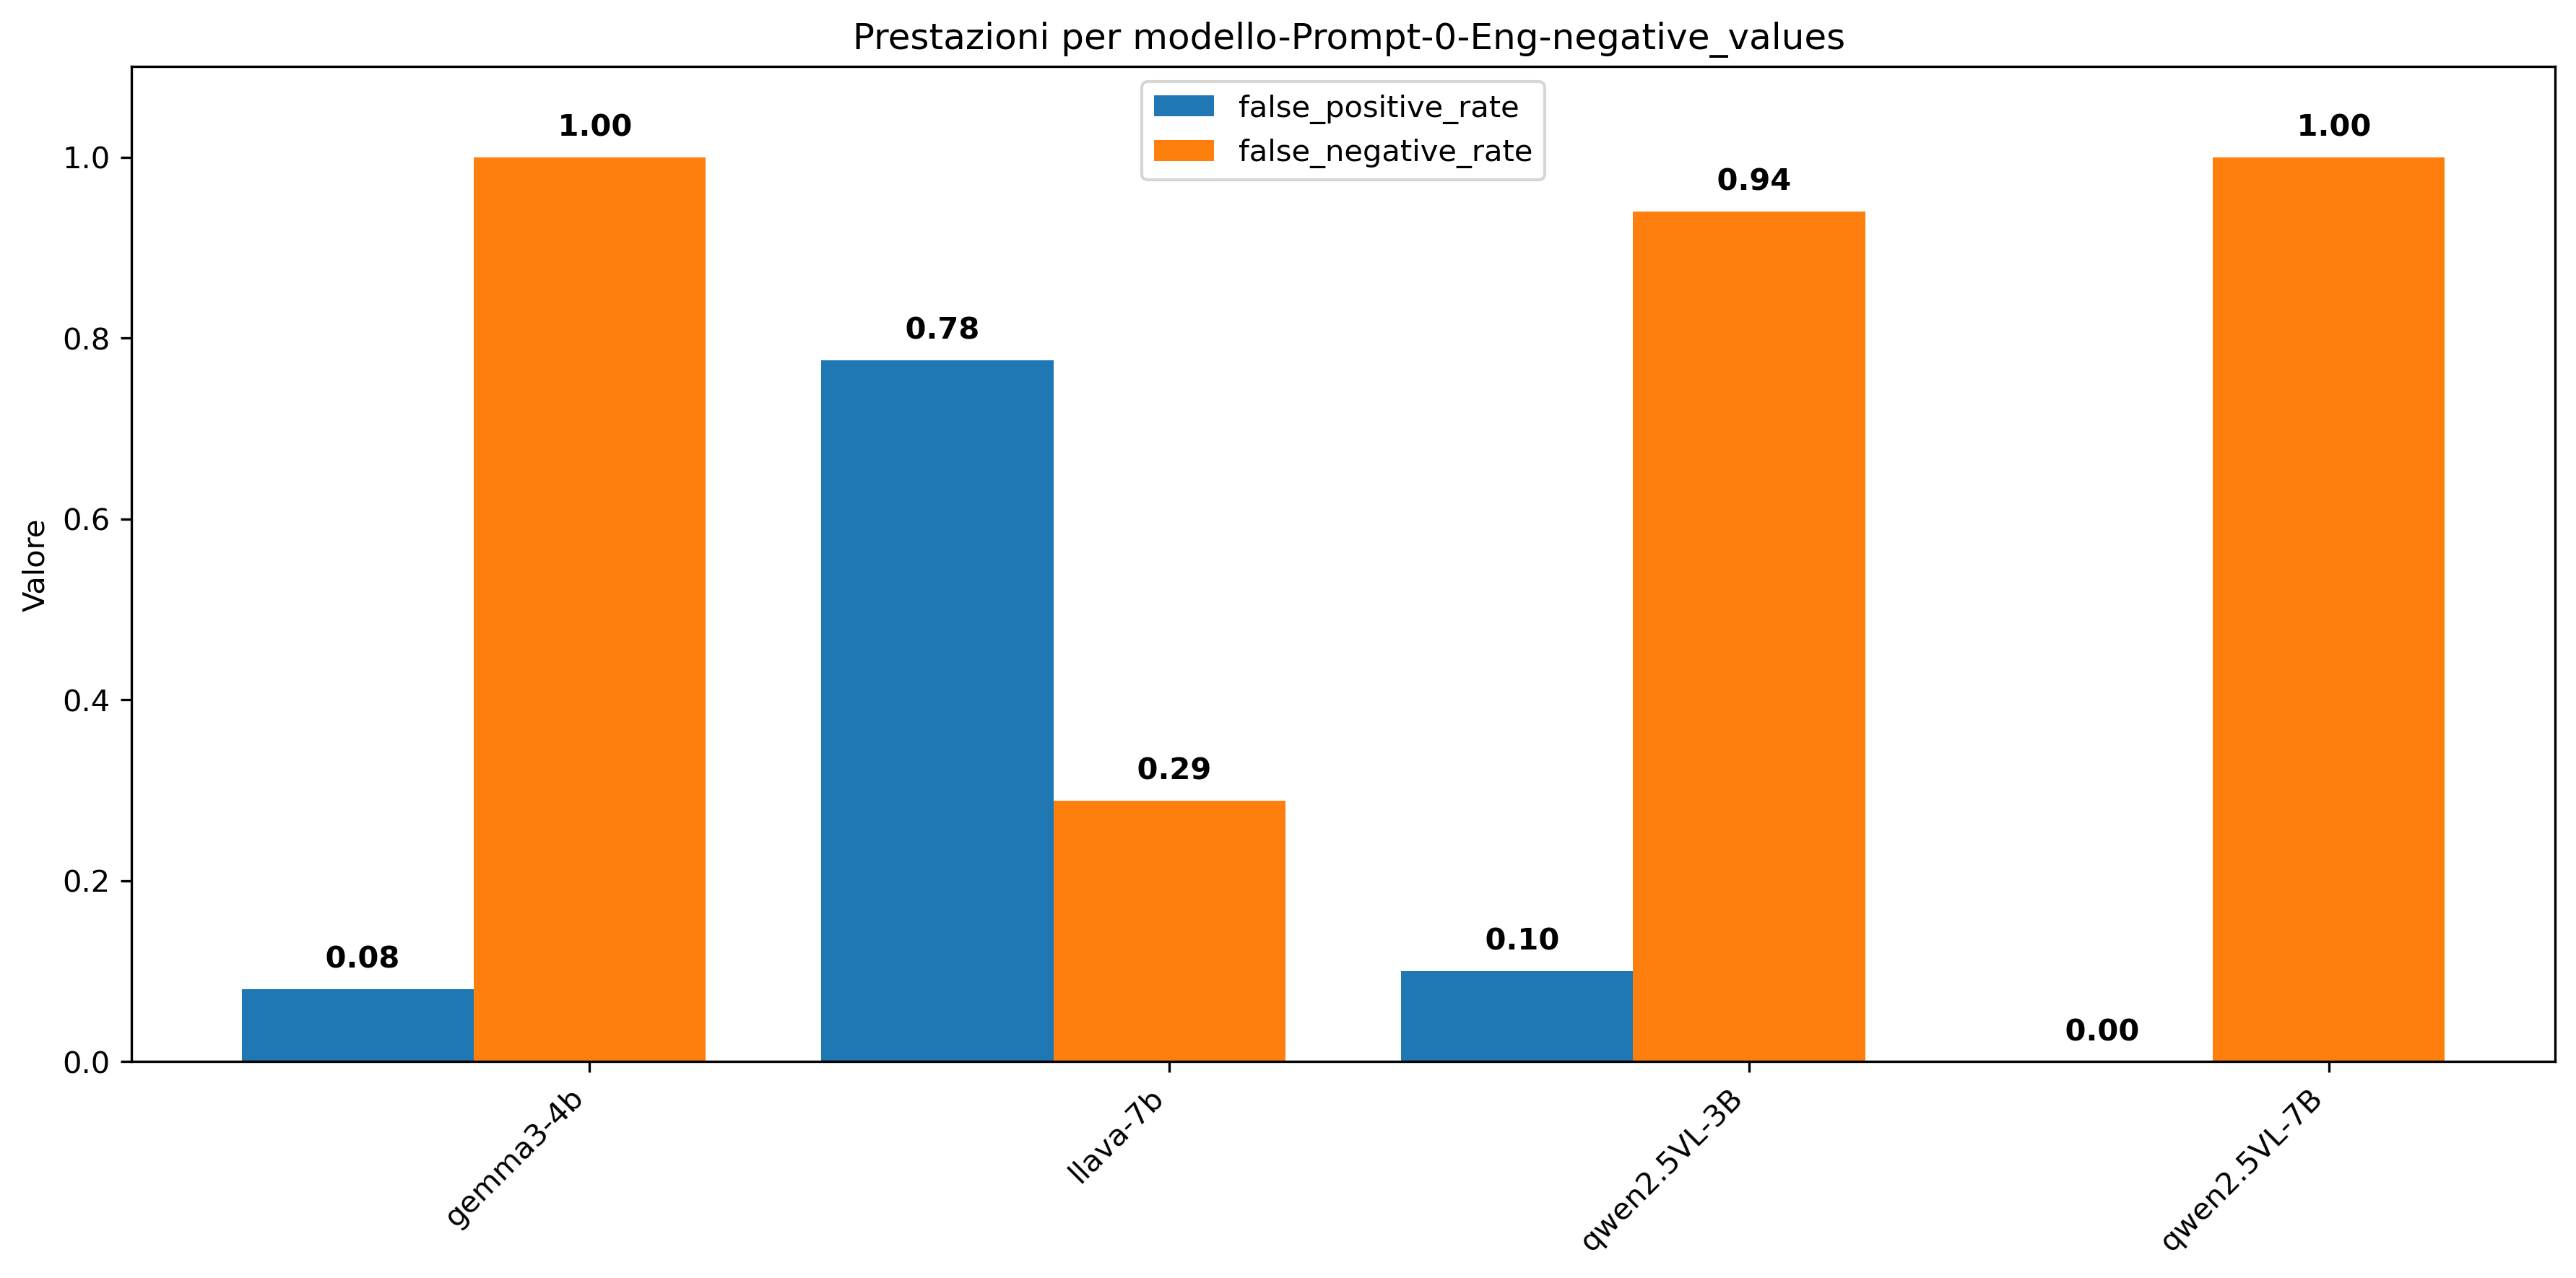 Prestazioni per modello-Prompt-0-Eng-negative_values
false_positive_rate
false_negative_rate
Valore
1.0
0.8
0.6
0.4
0.2
0.0
0.08
1.00
0.78
0.29
0.10
0.94
0.00
1.00
gemma3-4b
llava-7b
qwen2.5VL-3B
qwen2.5VL-7B